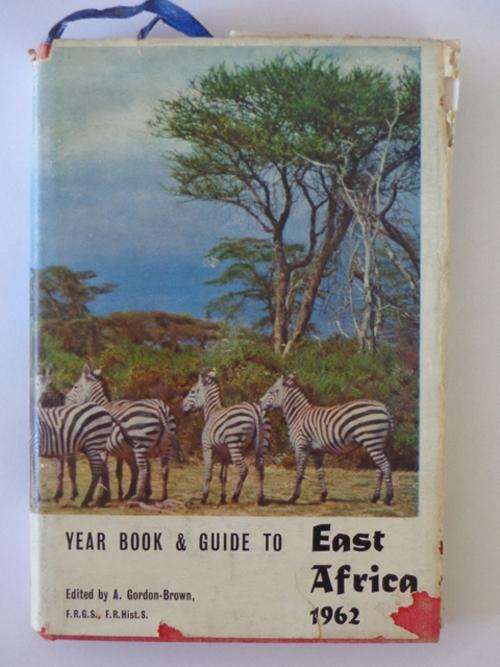 YEAR BOOK & GUIDE TO East
Africa
Edited by A. Gordon-Brown,
F.R.G.S., F.R.Hist.S. 1962